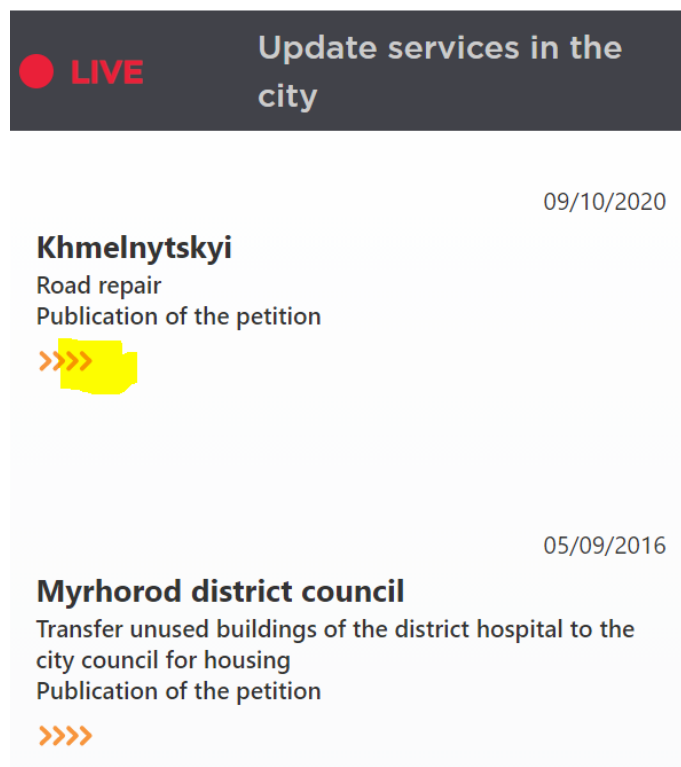 LIVE
Update services in the
city
09/10/2020
Khmelnytskyi
Road repair
Publication of the petition
>>>>
05/09/2016
Myrhorod district council
Transfer unused buildings of the district hospital to the
city council for housing
Publication of the petition
>>>>